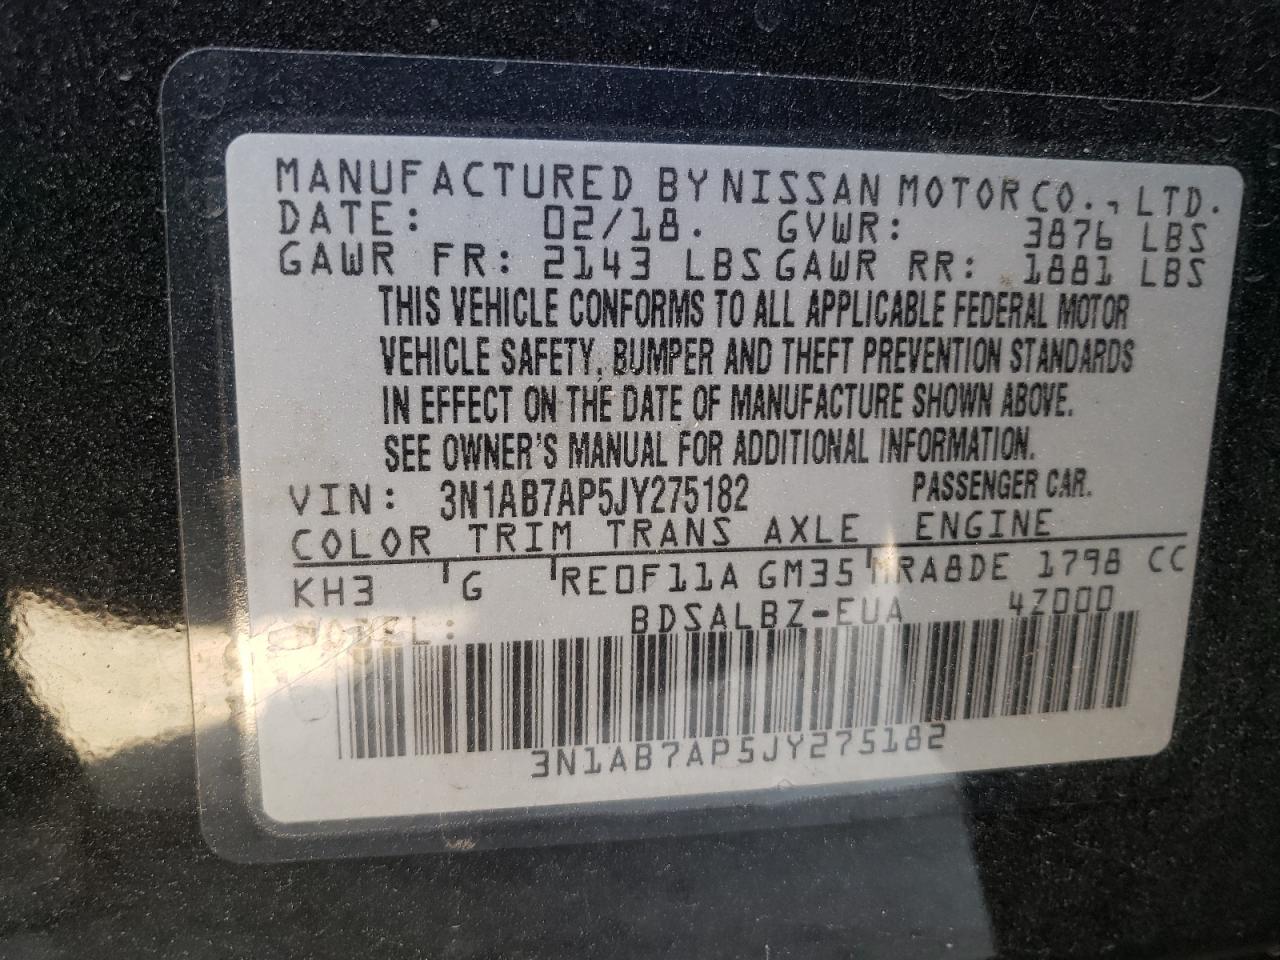 MANUFACTURED BY NISSAN MOTOR CO., LTD.
DATE: 02/18. GVWR: 3876 LBS
GAWR FR: 2143 LBS GAWR RR: 1881 LBS
THIS VEHICLE CONFORMS TO ALL APPLICABLE FEDERAL MOTOR
VEHICLE SAFETY, BUMPER AND THEFT PREVENTION STANDARDS
IN EFFECT ON THE DATE OF MANUFACTURE SHOWN ABOVE.
SEE OWNER'S MANUAL FOR ADDITIONAL INFORMATION.
VIN: 3N1AB7AP5JY275182 PASSENGER CAR.
COLOR TRIM TRANS AXLE ENGINE
KH3 G RE0F11A GM35 MRA8DE 1798 CC
MODEL: BDSALBZ-EUA 4Z000
3N1AB7AP5JY275182